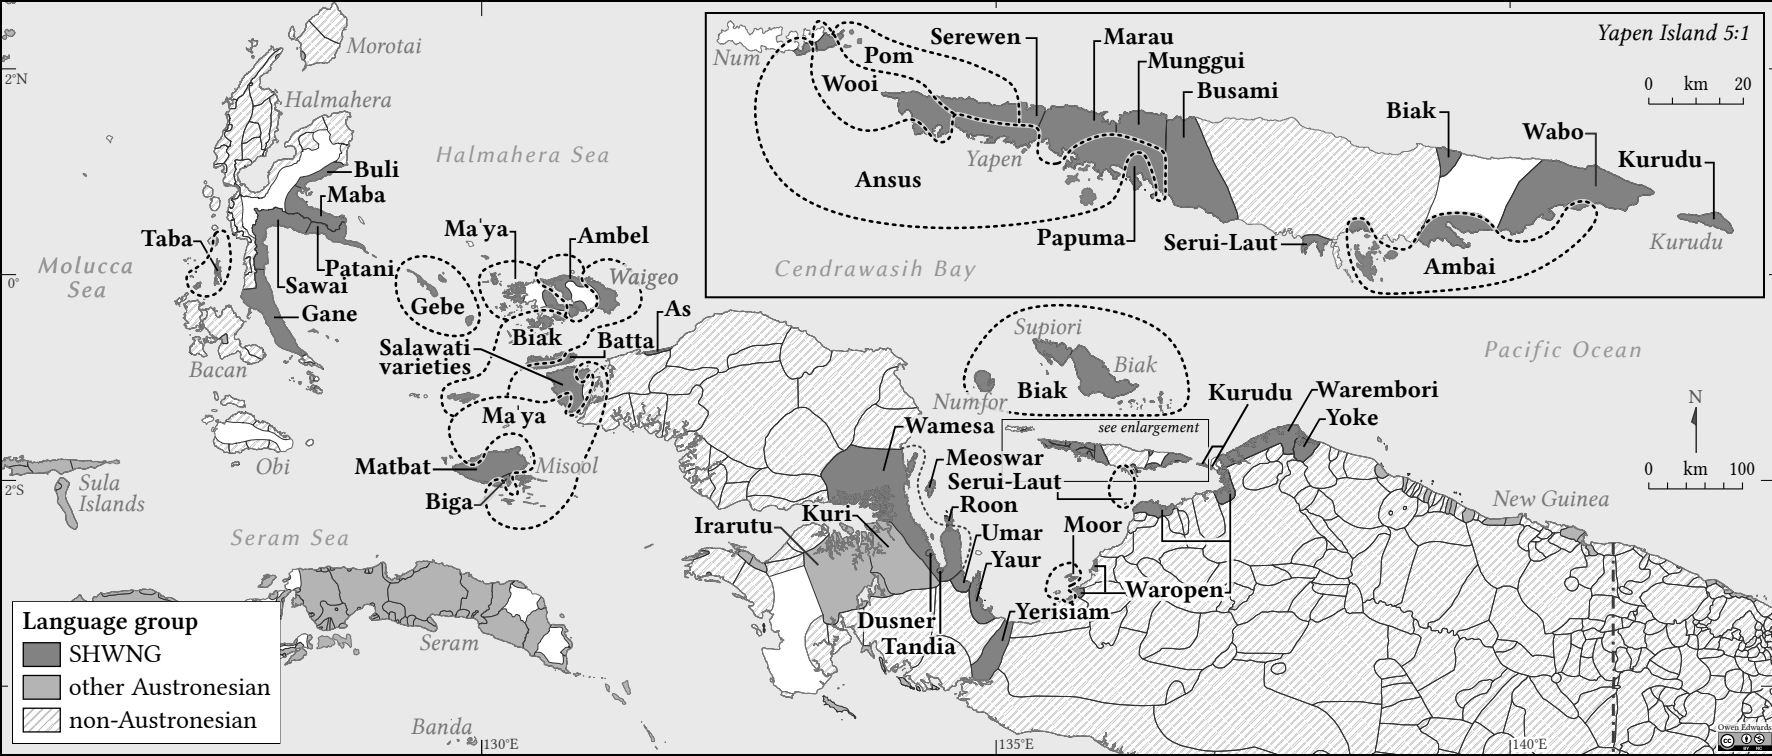 Morotai
2°N
Halmahera
Halmahera Sea
Buli
Maba
Taba
Molucca
Sea
0°
Patani
Sawai
Gane
Bacan
Obi
Ma'ya
Ambel
Waigeo
Gebe
Biak
As
Batta
Salawati
varieties
Ma'ya
Matbat
Misool
Biga
Sula
Islands
2°S
Seram Sea
Seram
Banda
Yapen Island 5:1
0 km 20
Num
Pom
Wooi
Serewen
Marau
Munggui
Busami
Biak
Wabo
Kurudu
Yapen
Ansus
Papuma
Serui-Laut
Ambai
Kurudu
Cendrawasih Bay
Supiori
Biak
Biak
Numfor
Pacific Ocean
see enlargement
Kurudu
Warembori
Yoke
N
0 km 100
Wamesa
Meoswar
Serui-Laut
Roon
Moor
Umar
Yaur
Irarutu
Kuri
Waropen
Yerisiam
Dusner
Tandia
New Guinea
Language group
SHWNG
other Austronesian
non-Austronesian
130°E
135°E
140°E
Owen Edwards
CC
BY NC